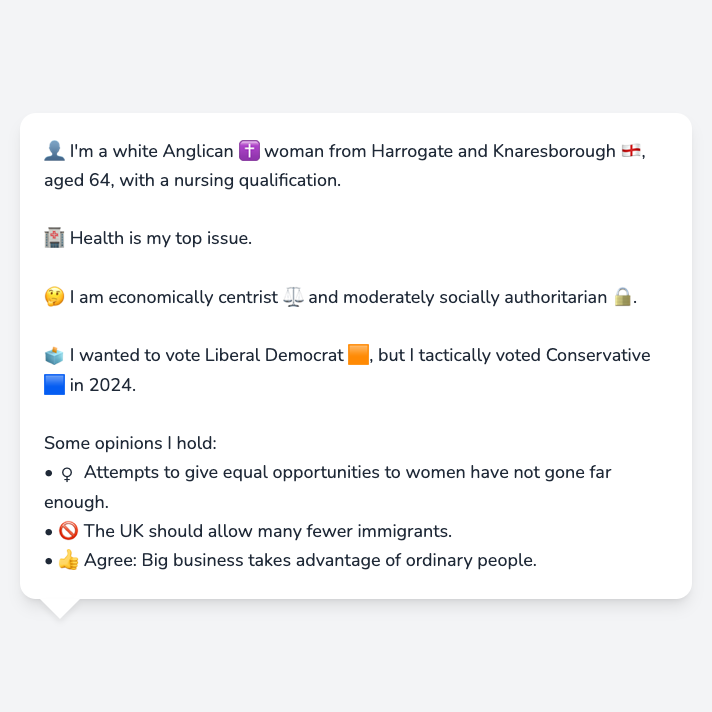 👤 I'm a white Anglican ✝️ woman from Harrogate and Knaresborough 🏴󠁧󠁢󠁥󠁮󠁧󠁿,
aged 64, with a nursing qualification.
🏥 Health is my top issue.
🤔 I am economically centrist ⚖️ and moderately socially authoritarian 🔒.
🗳️ I wanted to vote Liberal Democrat 🟧, but I tactically voted Conservative
🟦 in 2024.
Some opinions I hold:
• ♀ Attempts to give equal opportunities to women have not gone far
enough.
• 🚫 The UK should allow many fewer immigrants.
• 👍 Agree: Big business takes advantage of ordinary people.